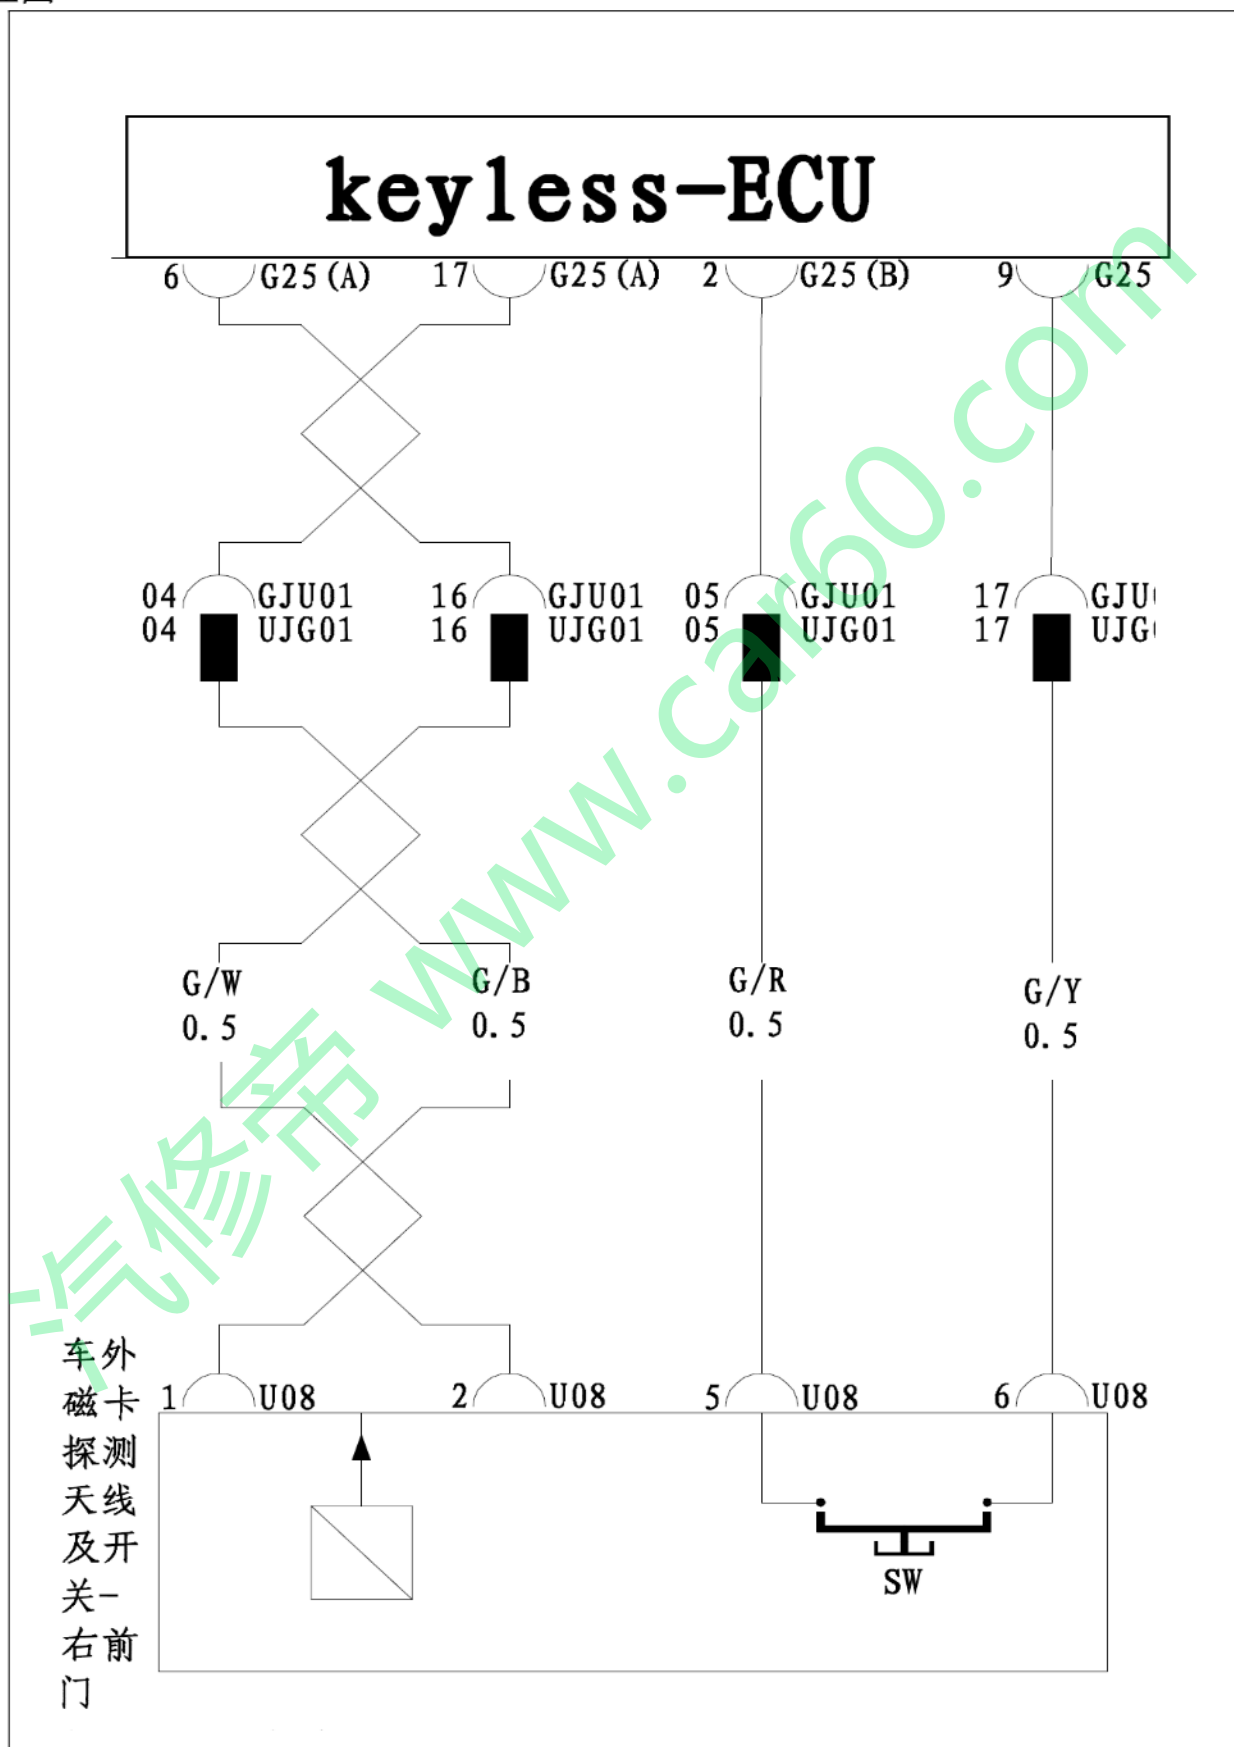 keyless-ECU
6 G25(A) 17 G25(A) 2 G25(B) 9 G25
04 GJU01 16 GJU01 05 GJU01 17 GJU
04 UJG01 16 UJG01 05 UJG01 17 UJG
G/W G/B G/R G/Y
0.5 0.5 0.5 0.5
1 U08 2 U08 5 U08 6 U08
车外
磁卡
探测
天线
及开
关-
右前
门
SW
汽修帝 www.car60.com